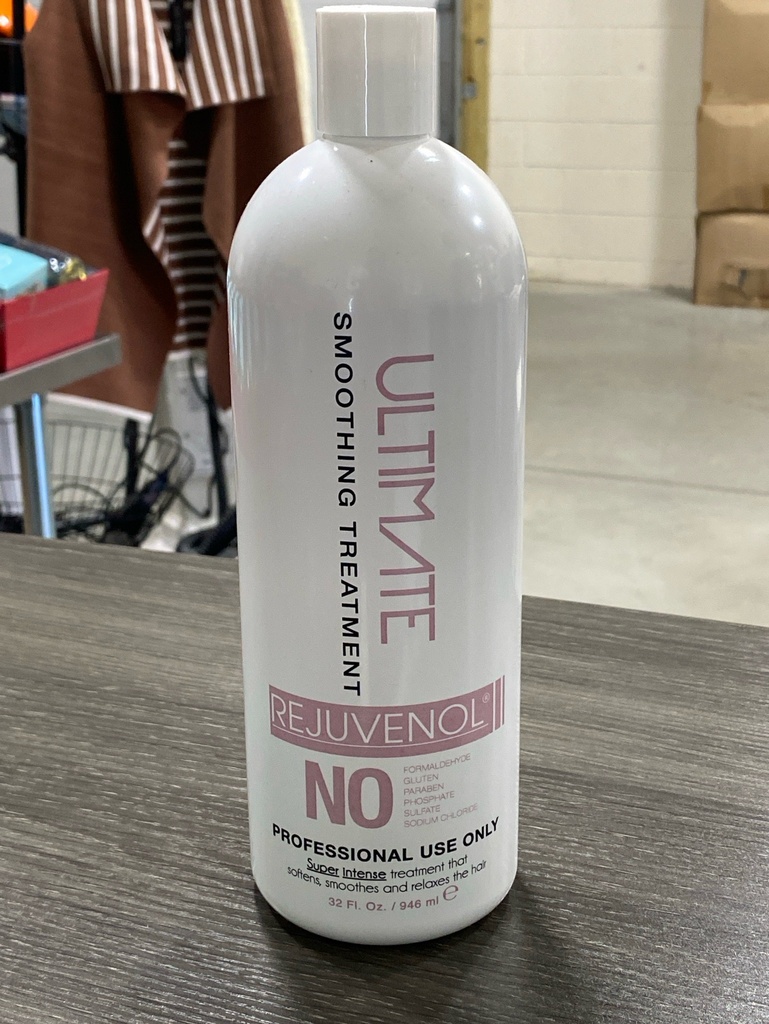 ULTIMATE
SMOOTHING TREATMENT
REJUVENOL®
NO
FORMALDEHYDE
GLUTEN
PARABEN
PHOSPHATE
SULFATE
SODIUM CHLORIDE
PROFESSIONAL USE ONLY
Super Intense treatment that
softens, smoothes and relaxes the hair
32 Fl. Oz. / 946 ml ℮